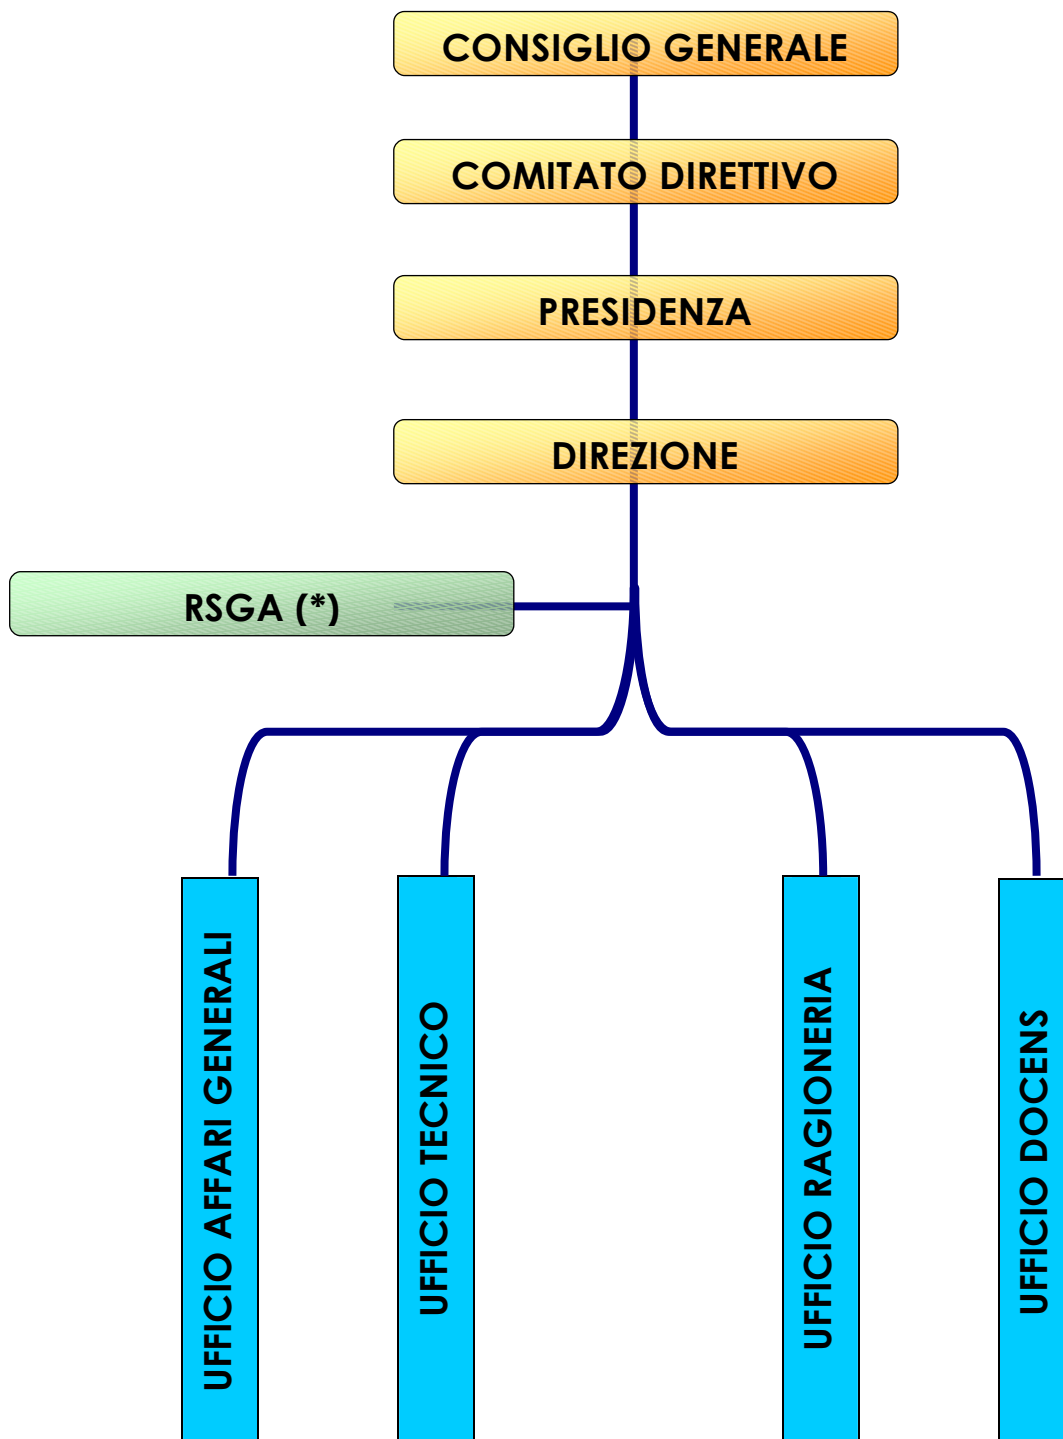 CONSIGLIO GENERALE
COMITATO DIRETTIVO
PRESIDENZA
DIREZIONE
RSGA (*)
UFFICIO AFFARI GENERALI
UFFICIO TECNICO
UFFICIO RAGIONERIA
UFFICIO DOCENS